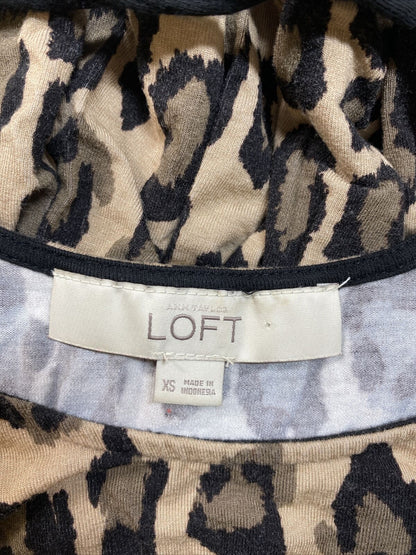 ANN TAYLOR
LOFT
XS
MADE IN
INDONESIA